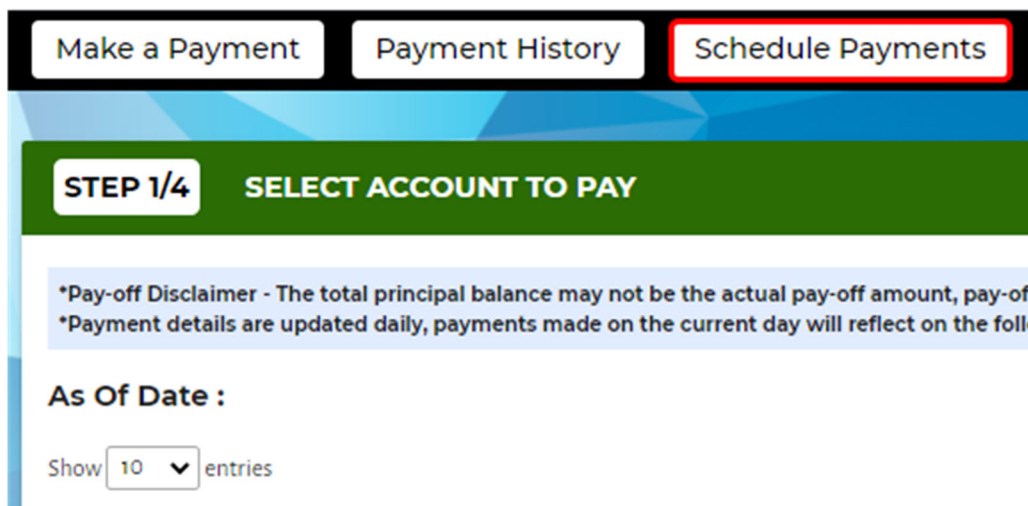 Make a Payment Payment History Schedule Payments
STEP 1/4 SELECT ACCOUNT TO PAY
*Pay-off Disclaimer - The total principal balance may not be the actual pay-off amount,
*Payment details are updated daily, payments made on the current day will reflect on the
As Of Date :
Show 10 entries